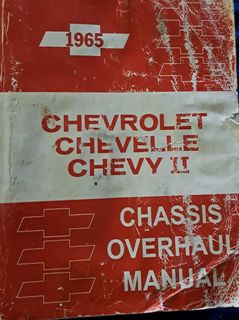 1965
CHEVROLET
CHEVELLE
CHEVY II
CHASSIS
OVERHAUL
MANUAL